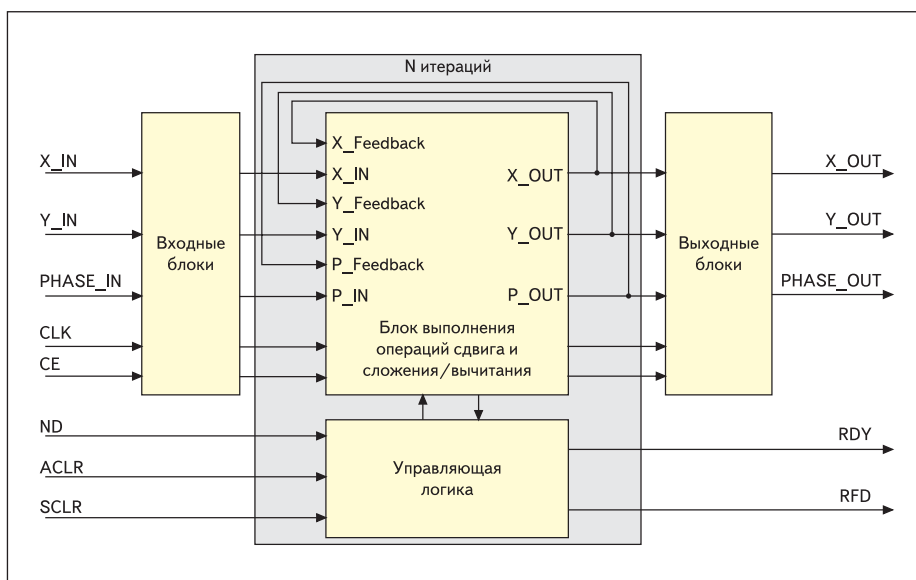 N итераций
X_IN
Y_IN
PHASE_IN
CLK
CE
ND
ACLR
SCLR
Входные
блоки
X_Feedback
X_IN
Y_Feedback
Y_IN
P_Feedback
P_IN
X_OUT
Y_OUT
P_OUT
Блок выполнения
операций сдвига и
сложения/вычитания
Управляющая
логика
Выходные
блоки
X_OUT
Y_OUT
PHASE_OUT
RDY
RFD